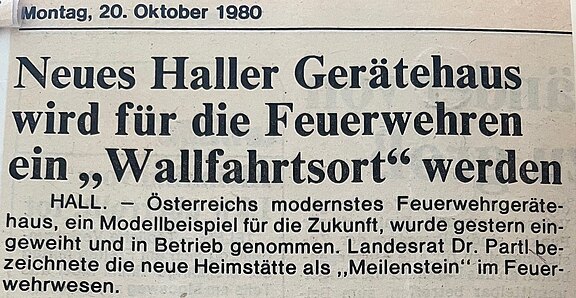 Montag, 20. Oktober 1980
Neues Haller Gerätehaus
wird für die Feuerwehren
ein „Wallfahrtsort“ werden
HALL. – Österreichs modernstes Feuerwehrgeräte-
haus, ein Modellbeispiel für die Zukunft, wurde gestern ein-
geweiht und in Betrieb genommen. Landesrat Dr. Partl be-
zeichnete die neue Heimstätte als „Meilenstein“ im Feuer-
wehrwesen.